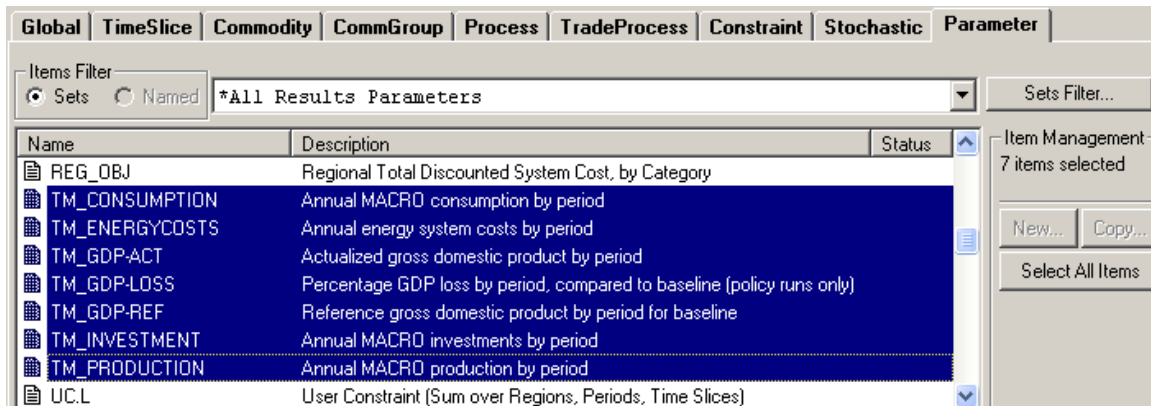 Global TimeSlice Commodity CommGroup Process TradeProcess Constraint Stochastic Parameter
Items Filter
Sets Named *All Results Parameters Sets Filter...
Name Description Status Item Management
REG_OBJ Regional Total Discounted System Cost, by Category 7 items selected
TM_CONSUMPTION Annual MACRO consumption by period
TM_ENERGYCOSTS Annual energy system costs by period New... Copy...
TM_GDP-ACT Actualized gross domestic product by period
TM_GDP-LOSS Percentage GDP loss by period, compared to baseline (policy runs only) Select All Items
TM_GDP-REF Reference gross domestic product by period for baseline
TM_INVESTMENT Annual MACRO investments by period
TM_PRODUCTION Annual MACRO production by period
UC.L User Constraint (Sum over Regions, Periods, Time Slices)